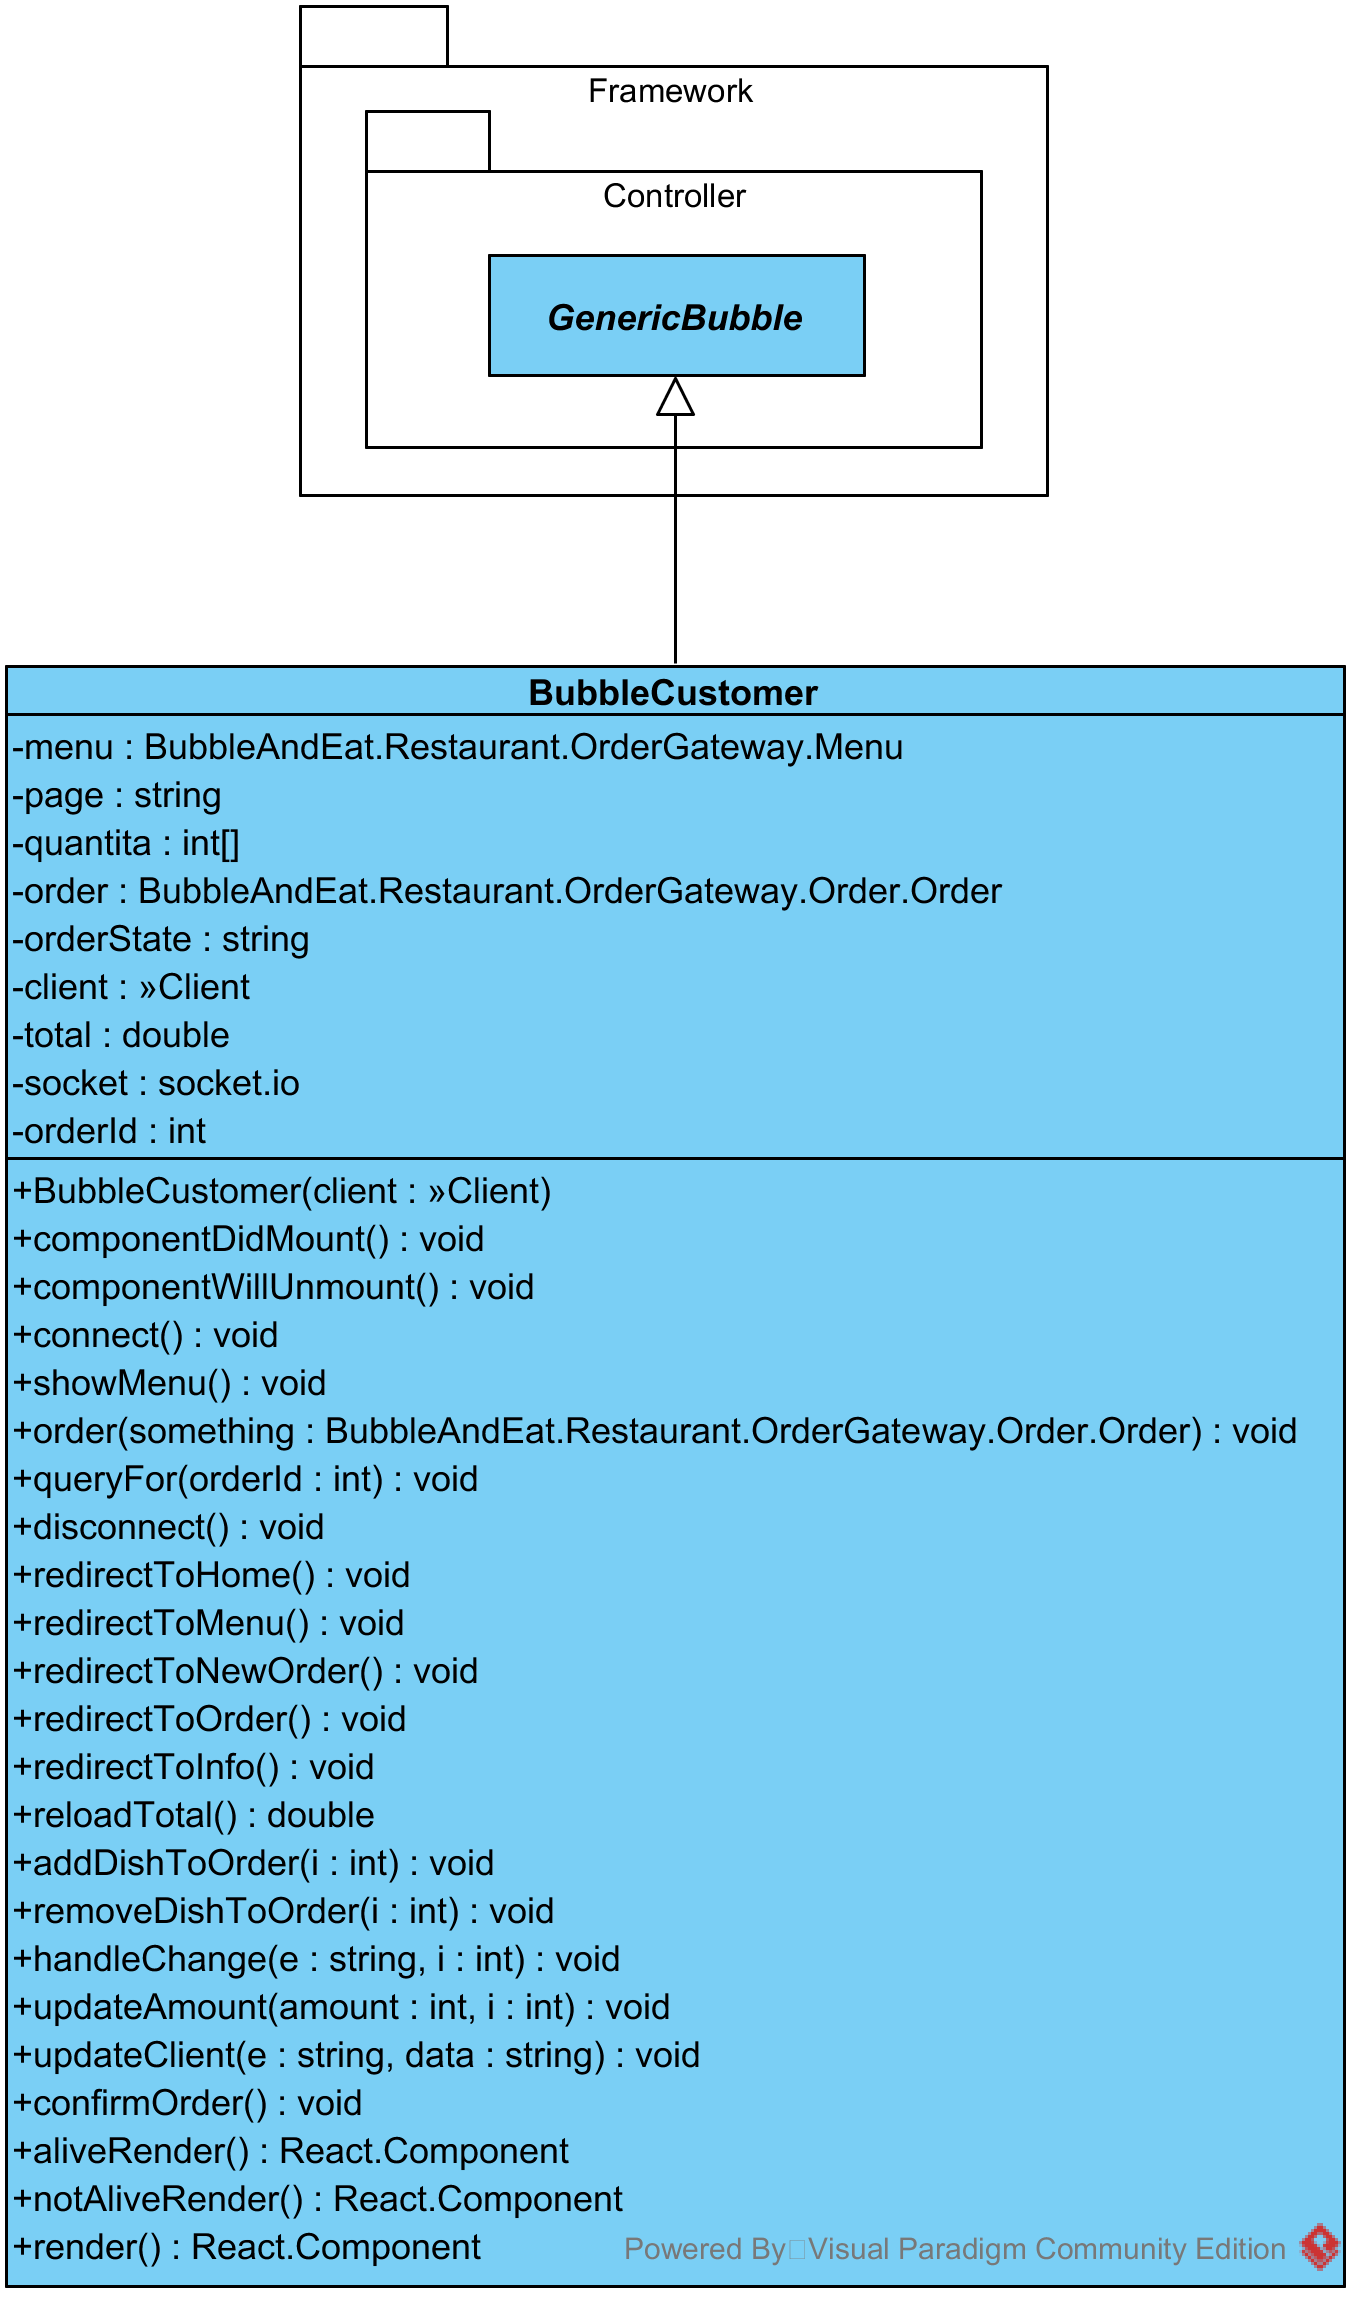 Framework
Controller
GenericBubble
BubbleCustomer
-menu : BubbleAndEat.Restaurant.OrderGateway.Menu
-page : string
-quantita : int[]
-order : BubbleAndEat.Restaurant.OrderGateway.Order.Order
-orderState : string
-client : »Client
-total : double
-socket : socket.io
-orderId : int
+BubbleCustomer(client : »Client)
+componentDidMount() : void
+componentWillUnmount() : void
+connect() : void
+showMenu() : void
+order(something : BubbleAndEat.Restaurant.OrderGateway.Order.Order) : void
+queryFor(orderId : int) : void
+disconnect() : void
+redirectToHome() : void
+redirectToMenu() : void
+redirectToNewOrder() : void
+redirectToOrder() : void
+redirectToInfo() : void
+reloadTotal() : double
+addDishToOrder(i : int) : void
+removeDishToOrder(i : int) : void
+handleChange(e : string, i : int) : void
+updateAmount(amount : int, i : int) : void
+updateClient(e : string, data : string) : void
+confirmOrder() : void
+aliveRender() : React.Component
+notAliveRender() : React.Component
+render() : React.Component
Powered By Visual Paradigm Community Edition